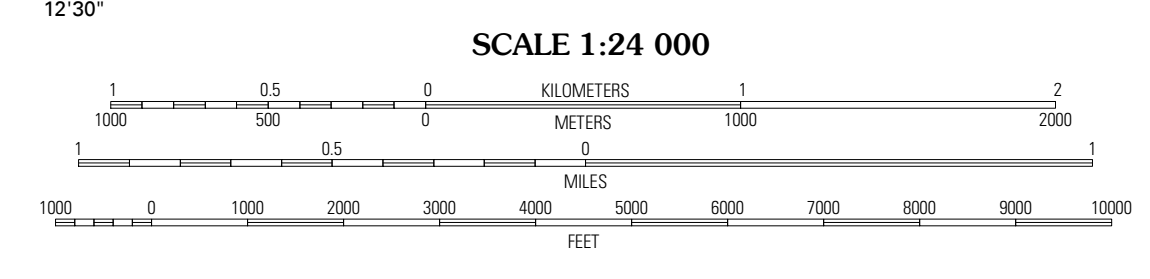 12'30"
SCALE 1:24 000
1 0.5 0 KILOMETERS 1 2
1000 500 0 METERS 1000 2000
1 0.5 0 1
MILES
1000 0 1000 2000 3000 4000 5000 6000 7000 8000 9000 10000
FEET